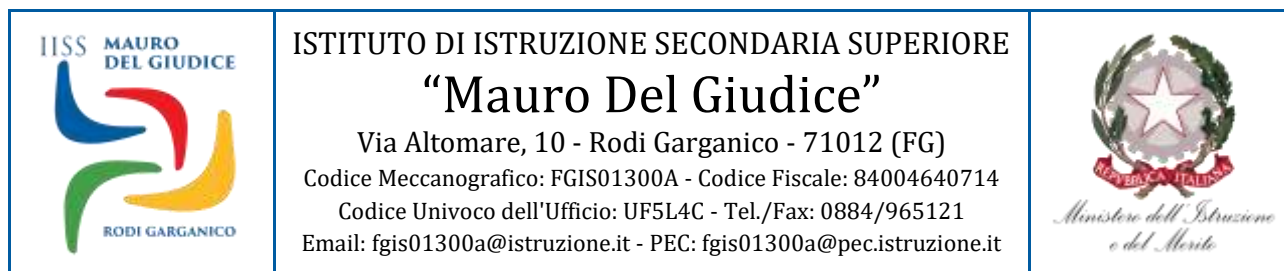 IISS MAURO
DEL GIUDICE
RODI GARGANICO
ISTITUTO DI ISTRUZIONE SECONDARIA SUPERIORE
“Mauro Del Giudice”
Via Altomare, 10 - Rodi Garganico - 71012 (FG)
Codice Meccanografico: FGIS01300A - Codice Fiscale: 84004640714
Codice Univoco dell'Ufficio: UF5L4C - Tel./Fax: 0884/965121
Email: fgis01300a@istruzione.it - PEC: fgis01300a@pec.istruzione.it
REPVBBLICA ITALIANA
Ministero dell'Istruzione
e del Merito